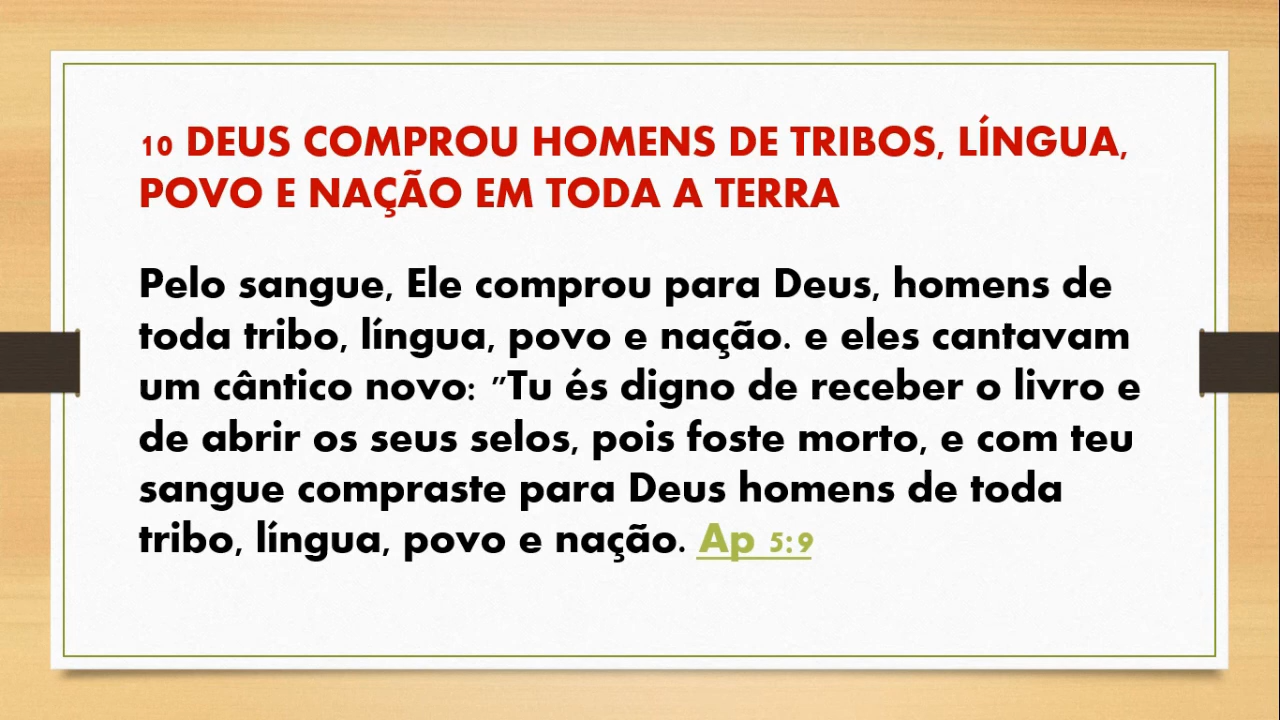 10 DEUS COMPROU HOMENS DE TRIBOS, LÍNGUA,
POVO E NAÇÃO EM TODA A TERRA
Pelo sangue, Ele comprou para Deus, homens de
toda tribo, língua, povo e nação. e eles cantavam
um cântico novo: "Tu és digno de receber o livro e
de abrir os seus selos, pois foste morto, e com teu
sangue compraste para Deus homens de toda
tribo, língua, povo e nação. Ap 5:9